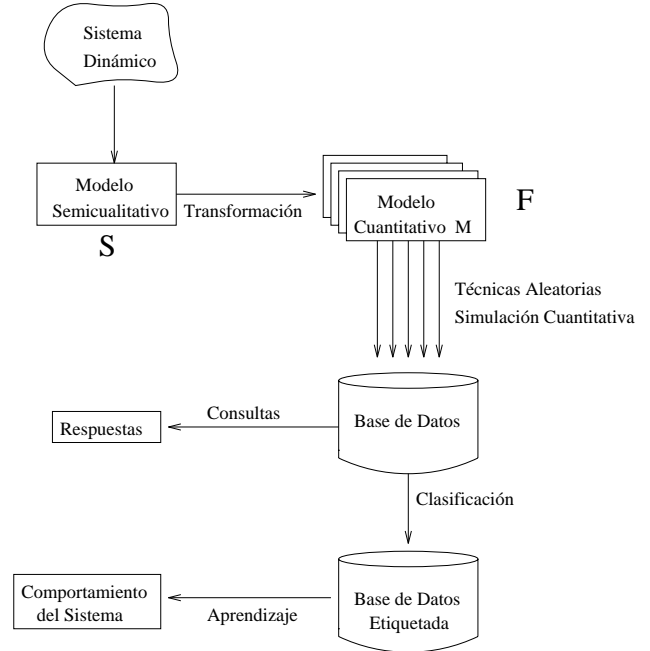 Sistema
Dinámico
Modelo
Semicualitativo
S
Transformación
Modelo
Cuantitativo M
F
Técnicas Aleatorias
Simulación Cuantitativa
Base de Datos
Consultas
Respuestas
Clasificación
Base de Datos
Etiquetada
Aprendizaje
Comportamiento
del Sistema